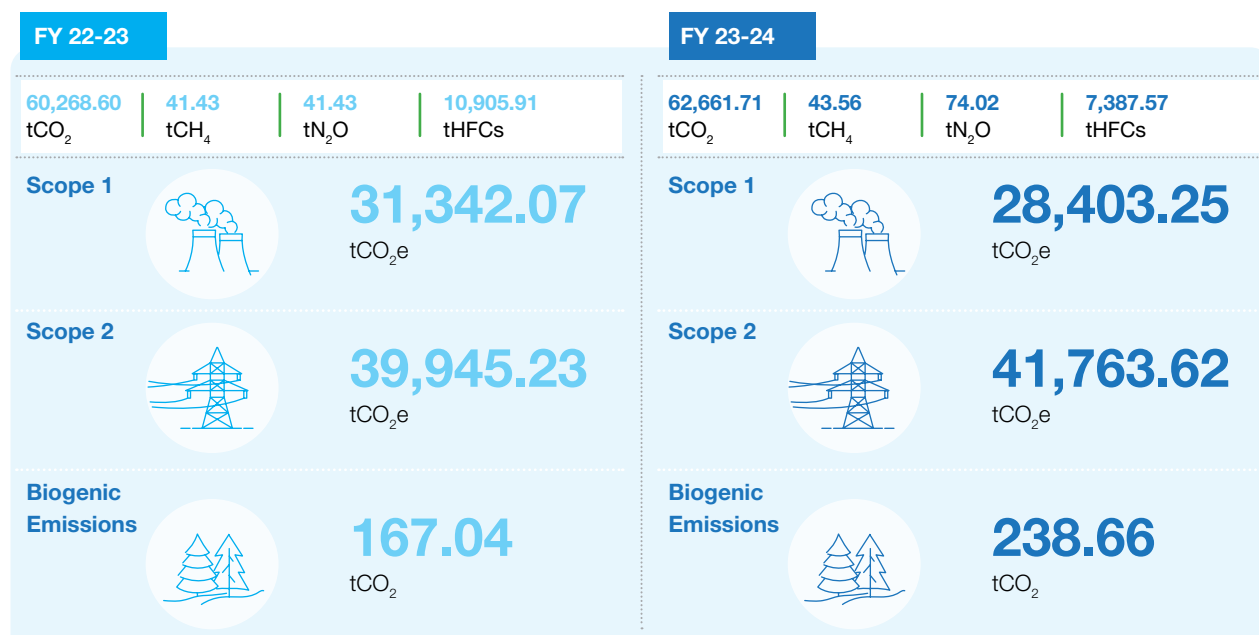 FY 22-23
60,268.60 41.43 41.43 10,905.91
tCO₂ tCH₄ tN₂O tHFCs
Scope 1
31,342.07
tCO₂e
Scope 2
39,945.23
tCO₂e
Biogenic
Emissions
167.04
tCO₂
FY 23-24
62,661.71 43.56 74.02 7,387.57
tCO₂ tCH₄ tN₂O tHFCs
Scope 1
28,403.25
tCO₂e
Scope 2
41,763.62
tCO₂e
Biogenic
Emissions
238.66
tCO₂